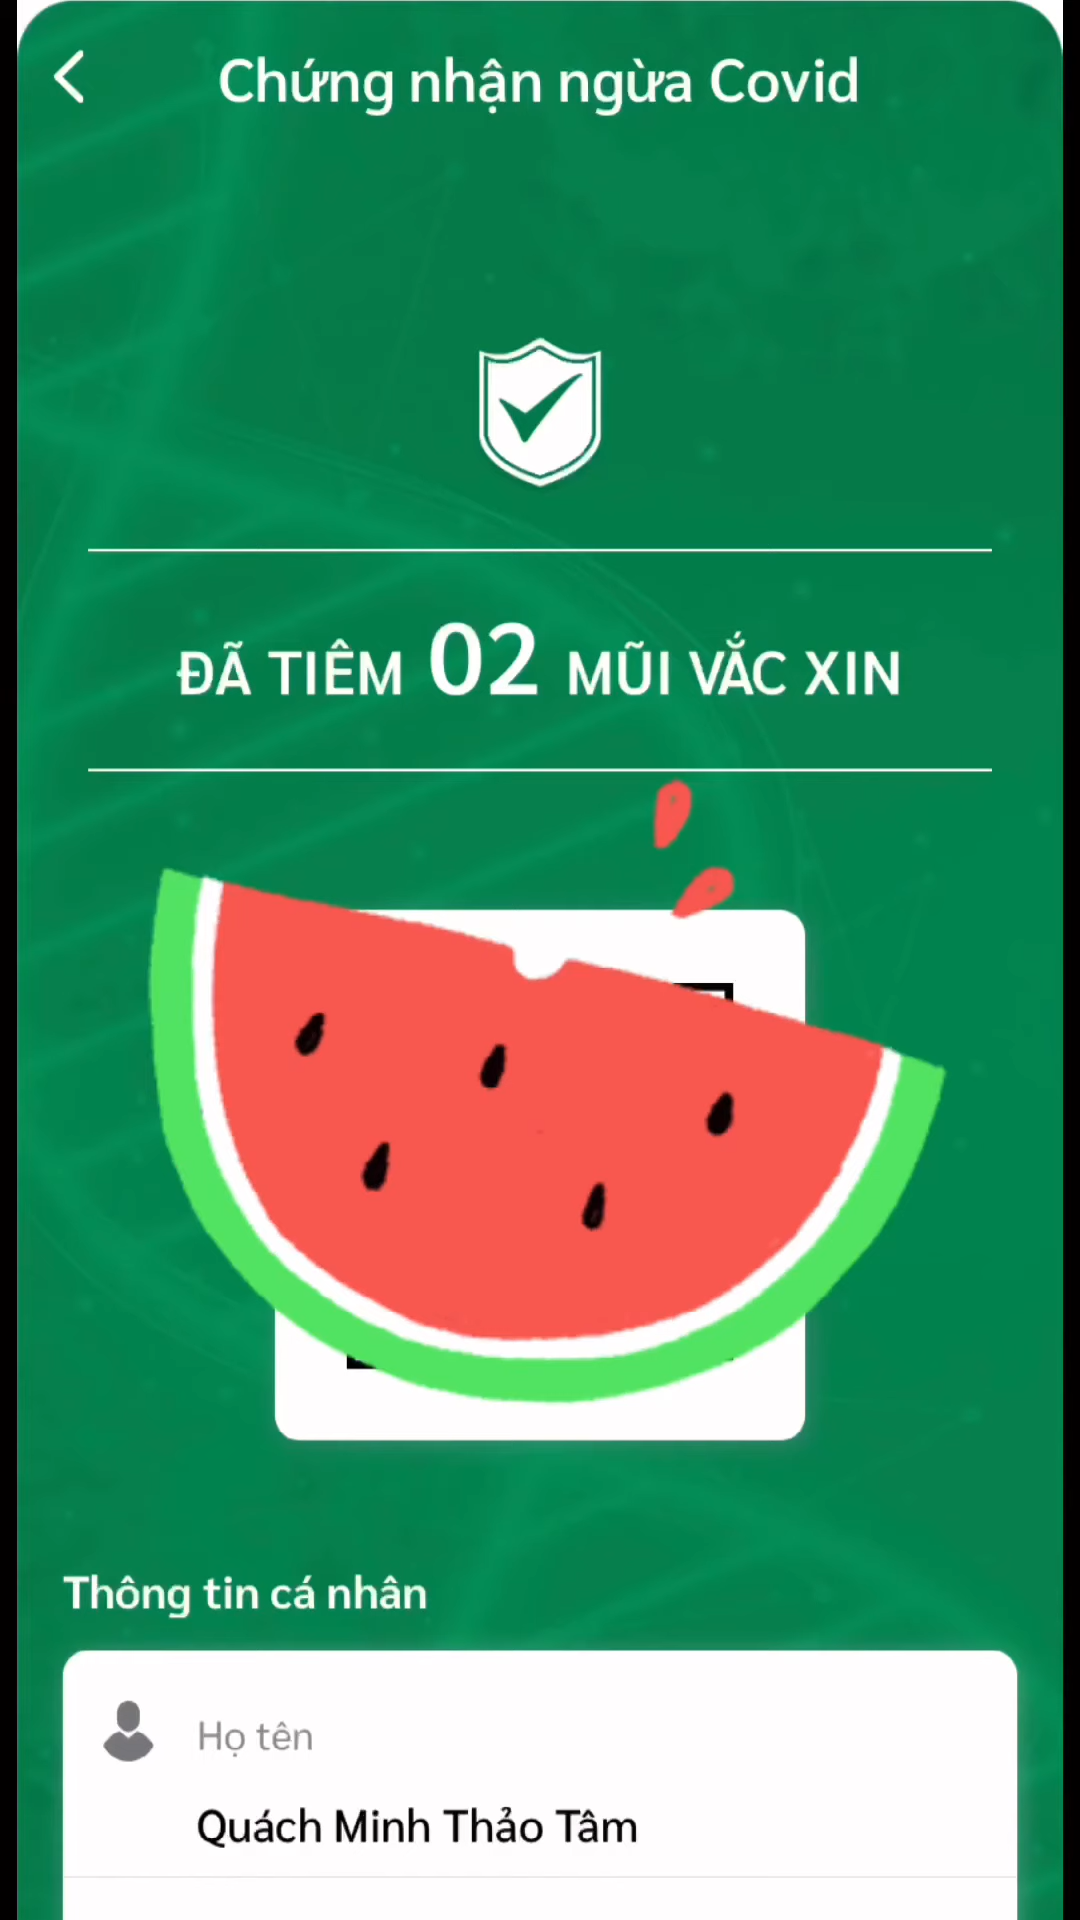 Chứng nhận ngừa Covid
ĐÃ TIÊM 02 MŨI VẮC XIN
Thông tin cá nhân
Họ tên
Quách Minh Thảo Tâm